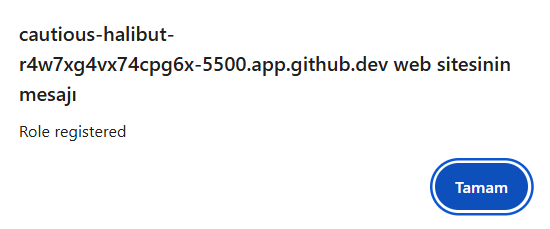 cautious-halibut-
r4w7xg4vx74cpg6x-5500.app.github.dev web sitesinin
mesajı
Role registered
Tamam